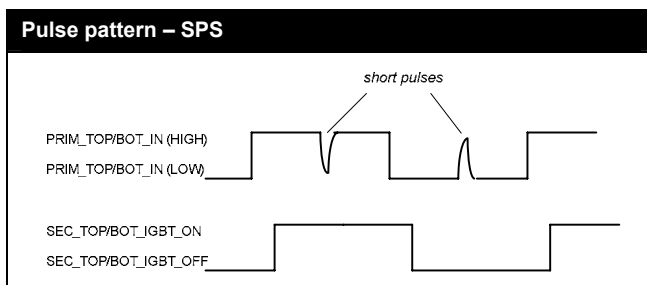 Pulse pattern – SPS
short pulses
PRIM_TOP/BOT_IN (HIGH)
PRIM_TOP/BOT_IN (LOW)
SEC_TOP/BOT_IGBT_ON
SEC_TOP/BOT_IGBT_OFF